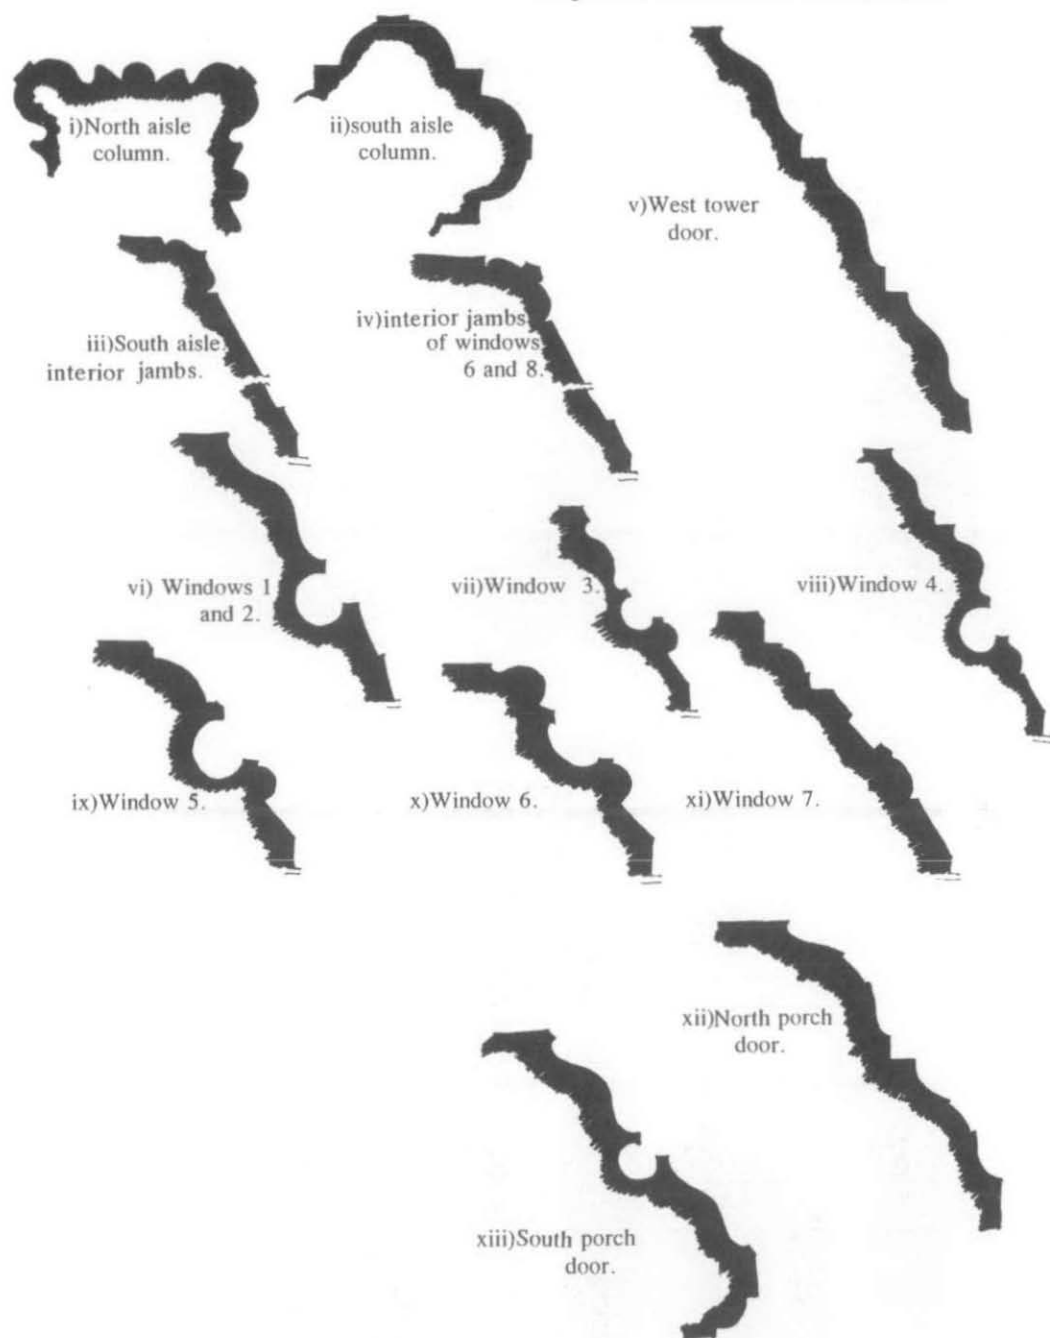 i)North aisle
column.
ii)south aisle
column.
v)West tower
door.
iii)South aisle
interior jambs.
iv)interior jambs
of windows
6 and 8.
vi) Windows 1
and 2.
vii)Window 3.
viii)Window 4.
ix)Window 5.
x)Window 6.
xi)Window 7.
xii)North porch
door.
xiii)South porch
door.